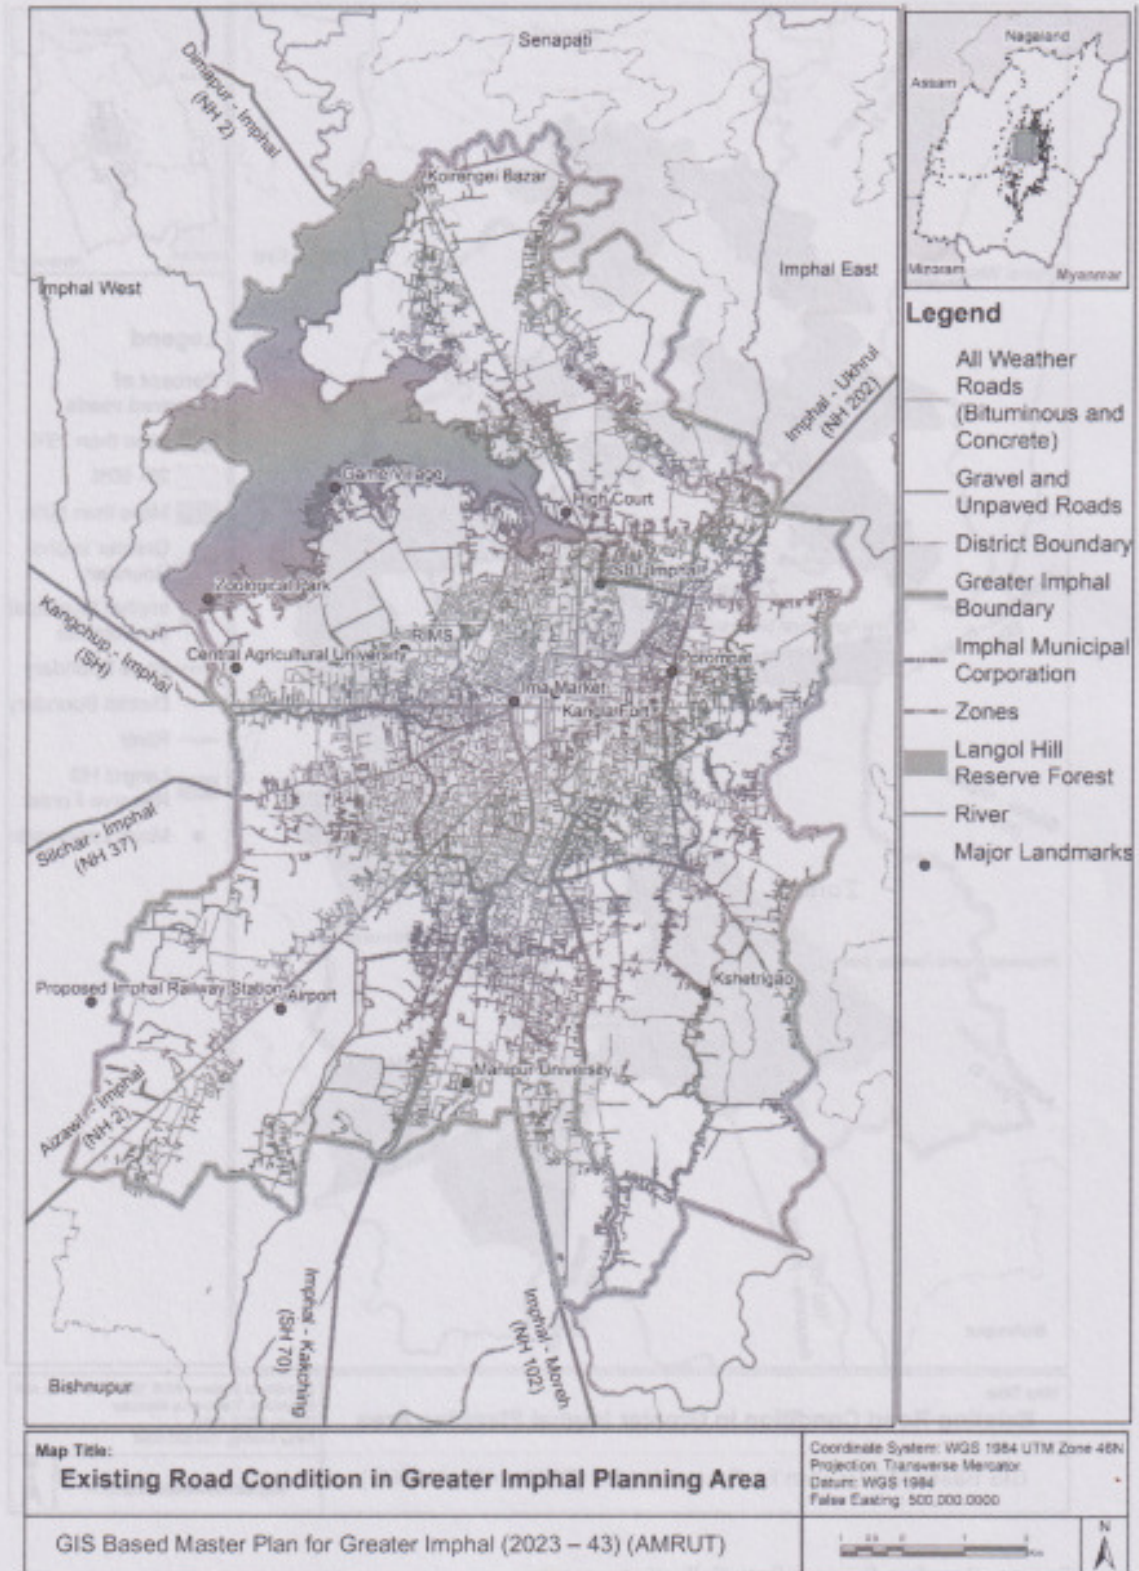 Senapati
Dimapur - Imphal
(NH 2)
Koirengei Bazar
Imphal West
Imphal East
Imphal - Ukhrul
(NH 202)
Game Village
High Court
Zoological Park
Kangchup - Imphal
(SH)
RIMS
Central Agricultural University
Porompat
Ima Market
Kangla Fort
Silchar - Imphal
(NH 37)
Proposed Imphal Railway Station
Airport
Kshetrigao
Manipur University
Aizawl - Imphal
(NH 2)
Imphal - Kakching
(SH 70)
Imphal - Moreh
(NH 102)
Bishnupur
Nagaland
Assam
Mizoram
Myanmar
Legend
All Weather
Roads
(Bituminous and
Concrete)
Gravel and
Unpaved Roads
District Boundary
Greater Imphal
Boundary
Imphal Municipal
Corporation
Zones
Langol Hill
Reserve Forest
River
Major Landmarks
Map Title:
Existing Road Condition in Greater Imphal Planning Area
GIS Based Master Plan for Greater Imphal (2023 – 43) (AMRUT)
Coordinate System: WGS 1984 UTM Zone 46N
Projection: Transverse Mercator
Datum: WGS 1984
False Easting: 500,000.0000
N